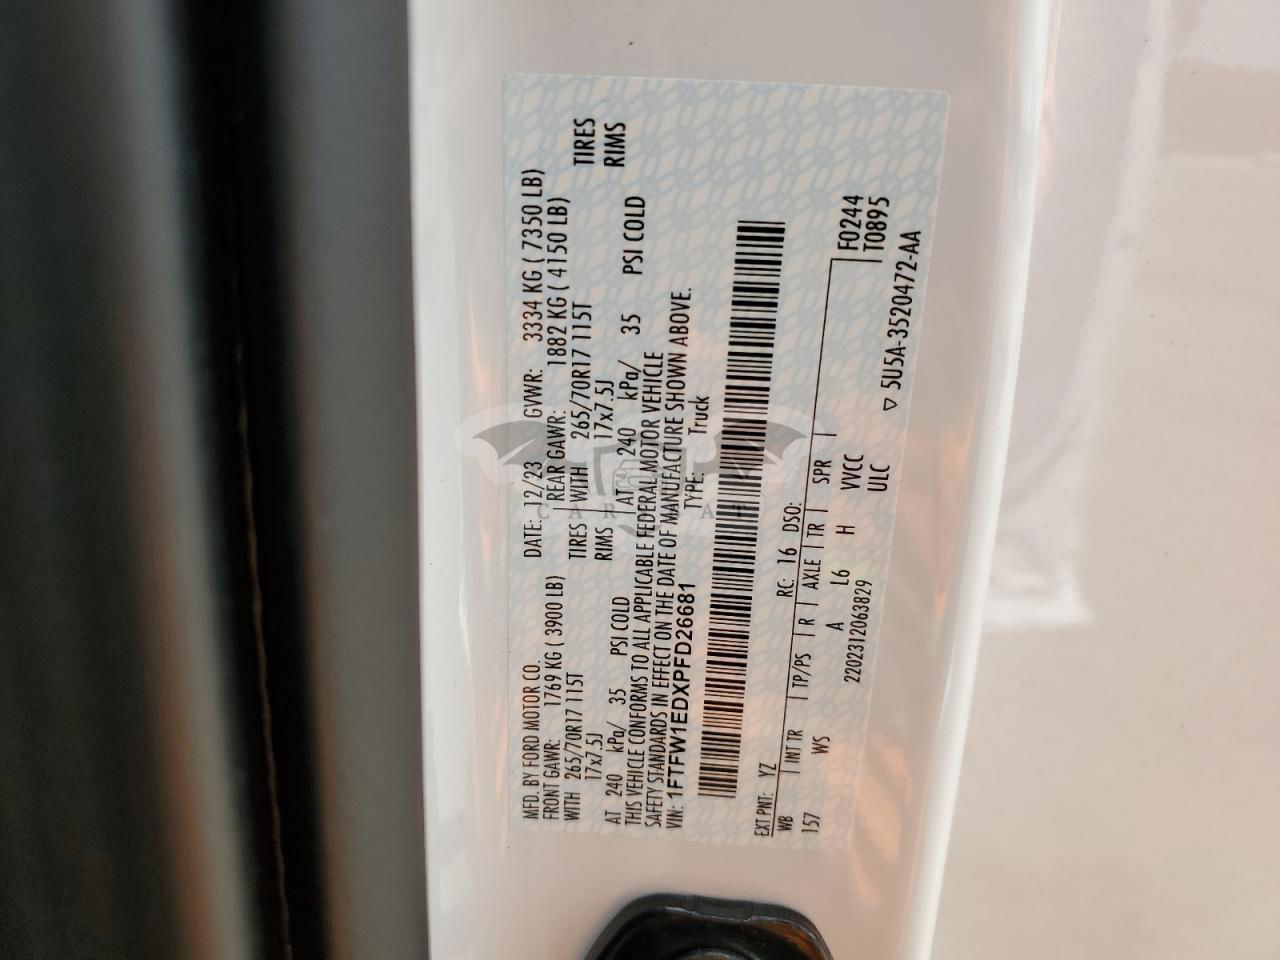 MFD. BY FORD MOTOR CO.
DATE: 12/23 GVWR: 3334 KG ( 7350 LB)
FRONT GAWR: 1769 KG ( 3900 LB)
REAR GAWR: 1882 KG ( 4150 LB)
WITH 265/70R17 115T
TIRES WITH 265/70R17 115T TIRES
17x7.5J
RIMS 17x7.5J RIMS
AT 240 kPa/ 35 PSI COLD
AT 240 kPa/ 35 PSI COLD
THIS VEHICLE CONFORMS TO ALL APPLICABLE FEDERAL MOTOR VEHICLE
SAFETY STANDARDS IN EFFECT ON THE DATE OF MANUFACTURE SHOWN ABOVE.
VIN: 1FTFW1EDXPFD26681
TYPE: Truck
EXT PNT: YZ RC: 16 DSO:
WB INT TR TP/PS R AXLE TR SPR F0244
157 WS A L6 H VVCC T0895
2202312063829 ULC
▽ 5U5A-3520472-AA
CAR